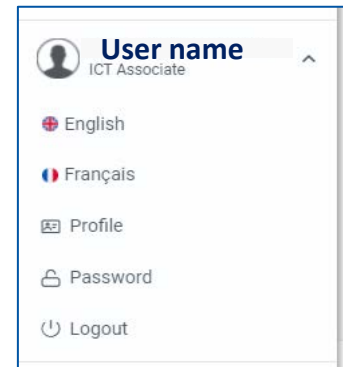 User name
ICT Associate
English
Français
Profile
Password
Logout